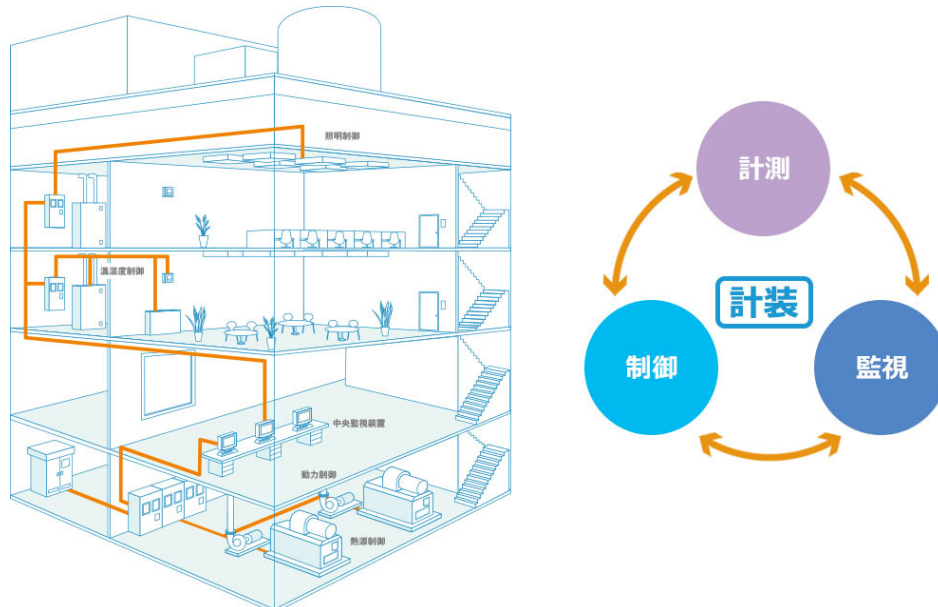 照明制御
温湿度制御
中央監視装置
動力制御
熱源制御
計測
計装
制御
監視